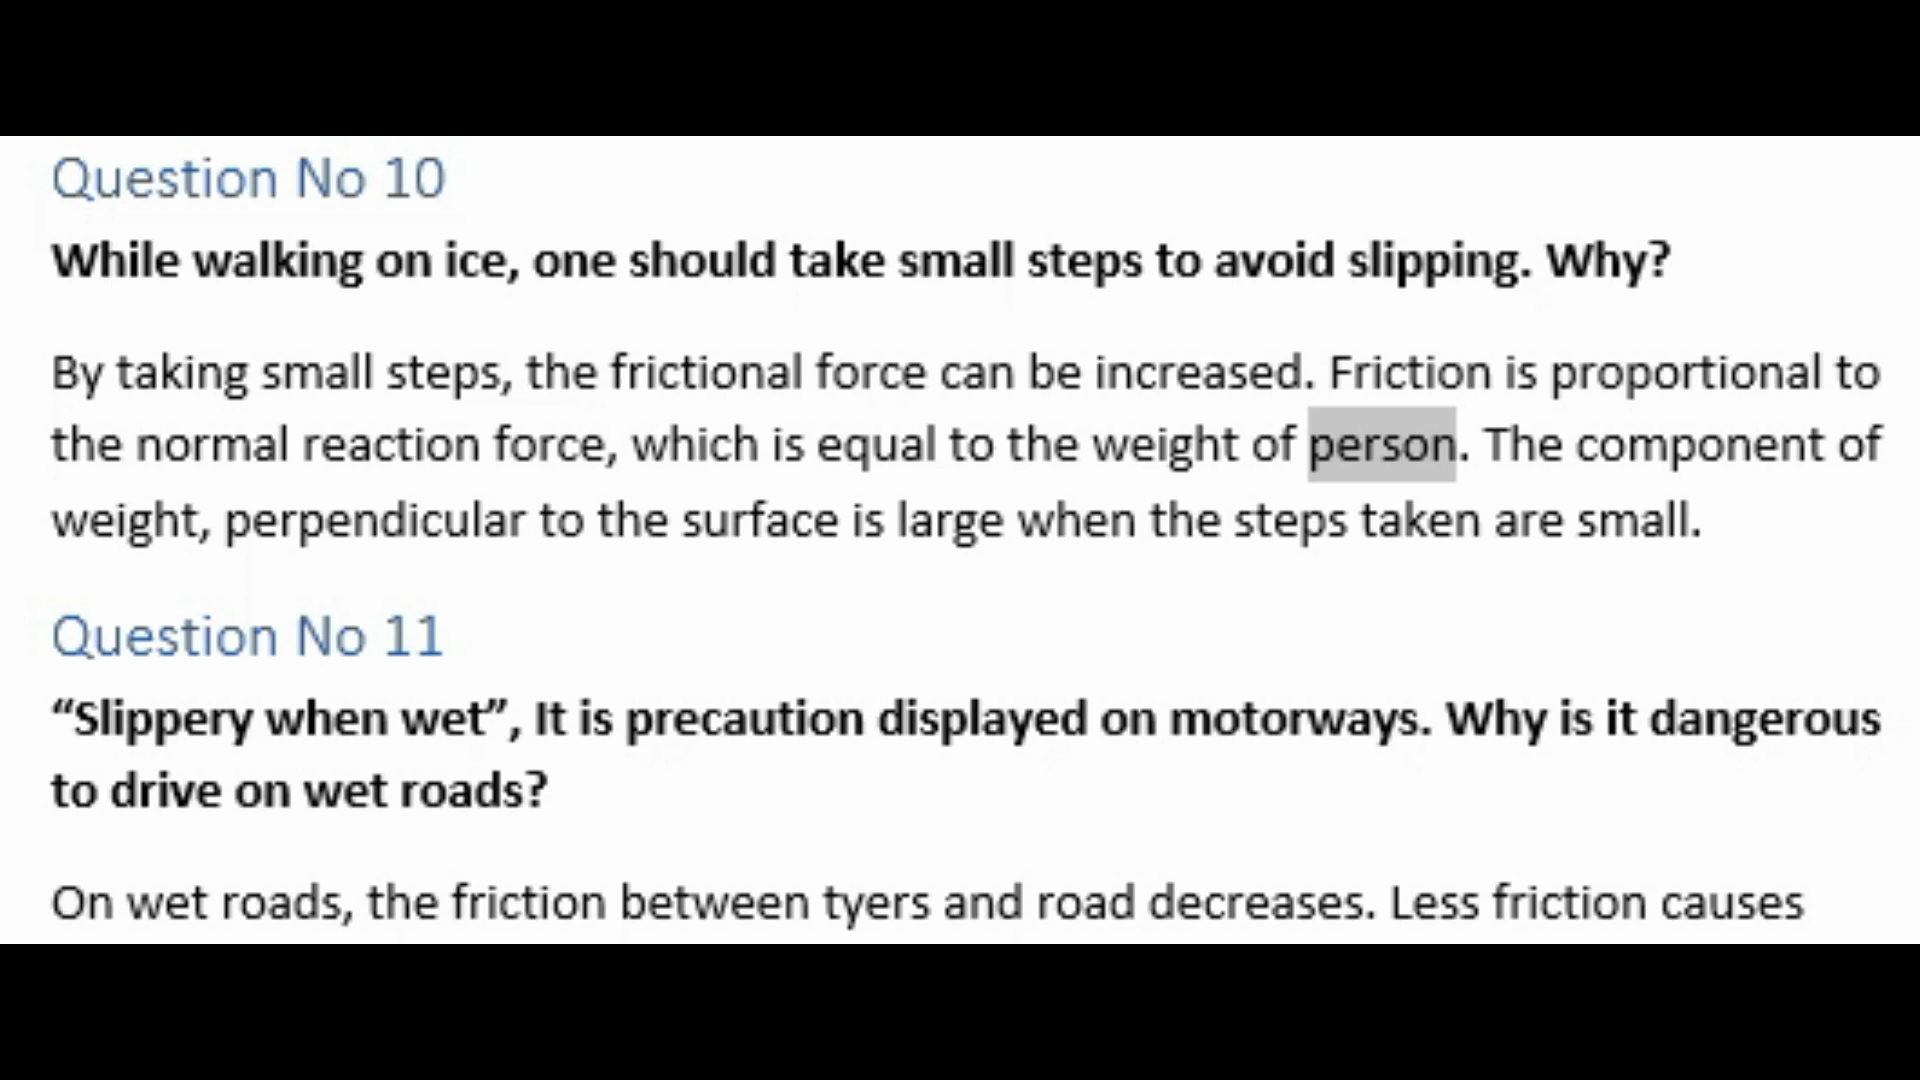 Question No 10
While walking on ice, one should take small steps to avoid slipping. Why?
By taking small steps, the frictional force can be increased. Friction is proportional to
the normal reaction force, which is equal to the weight of person. The component of
weight, perpendicular to the surface is large when the steps taken are small.
Question No 11
“Slippery when wet”, It is precaution displayed on motorways. Why is it dangerous
to drive on wet roads?
On wet roads, the friction between tyers and road decreases. Less friction causes